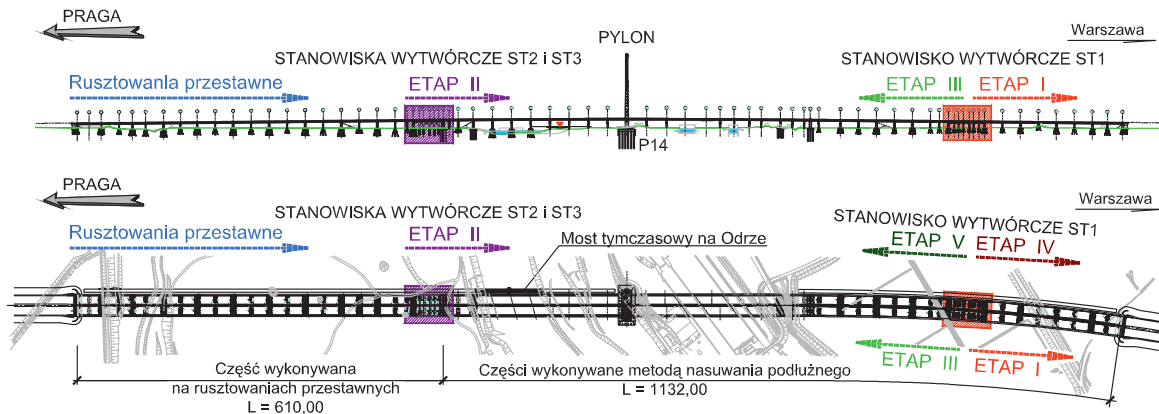 PRAGA
Warszawa
PYLON
STANOWISKA WYTWÓRCZE ST2 i ST3
STANOWISKO WYTWÓRCZE ST1
Rusztowania przestawne
ETAP II
ETAP III
ETAP I
P14
PRAGA
Warszawa
STANOWISKA WYTWÓRCZE ST2 i ST3
STANOWISKO WYTWÓRCZE ST1
Rusztowania przestawne
ETAP II
Most tymczasowy na Odrze
ETAP V
ETAP IV
ETAP III
ETAP I
Część wykonywana
na rusztowaniach przestawnych
L = 610,00
Części wykonywane metodą nasuwania podłużnego
L = 1132,00